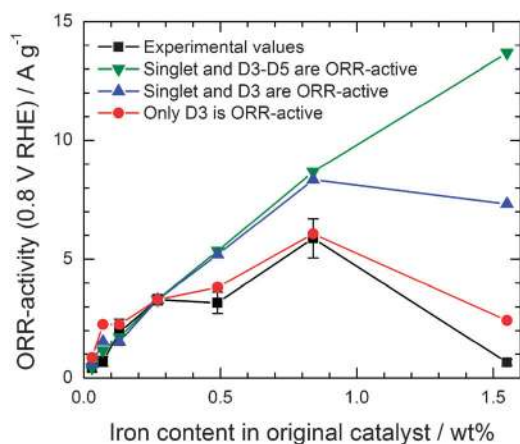 15
10
5
0
0.0
0.5
1.0
1.5
ORR-activity (0.8 V RHE) / A g⁻¹
Experimental values
Singlet and D3-D5 are ORR-active
Singlet and D3 are ORR-active
Only D3 is ORR-active
Iron content in original catalyst / wt%